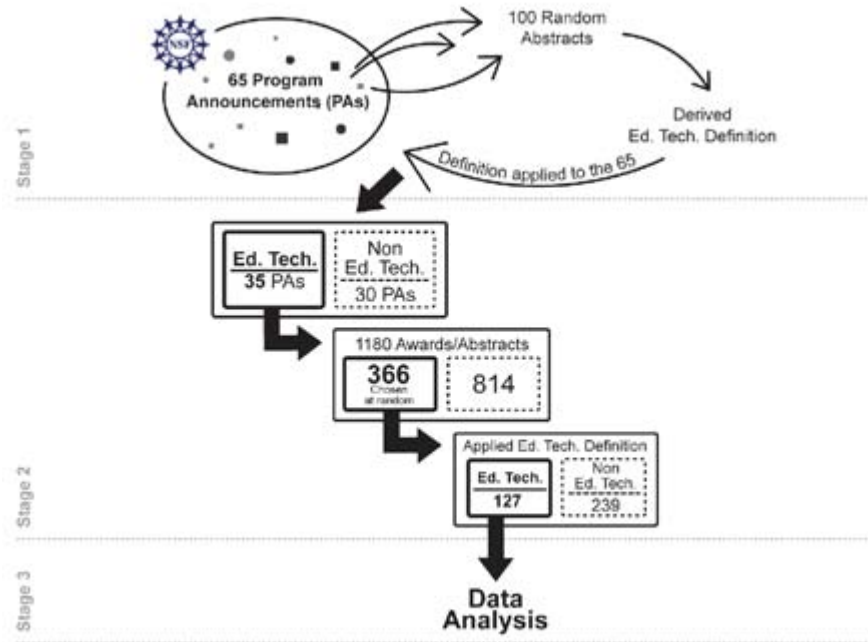 NSF
65 Program
Announcements (PAs)
100 Random
Abstracts
Derived
Ed. Tech. Definition
Definition applied to the 65
Stage 1
Ed. Tech.
35 PAs
Non
Ed. Tech.
30 PAs
1180 Awards/Abstracts
366
Chosen
at random
814
Applied Ed. Tech. Definition
Ed. Tech.
127
Non
Ed. Tech.
239
Stage 2
Stage 3
Data
Analysis